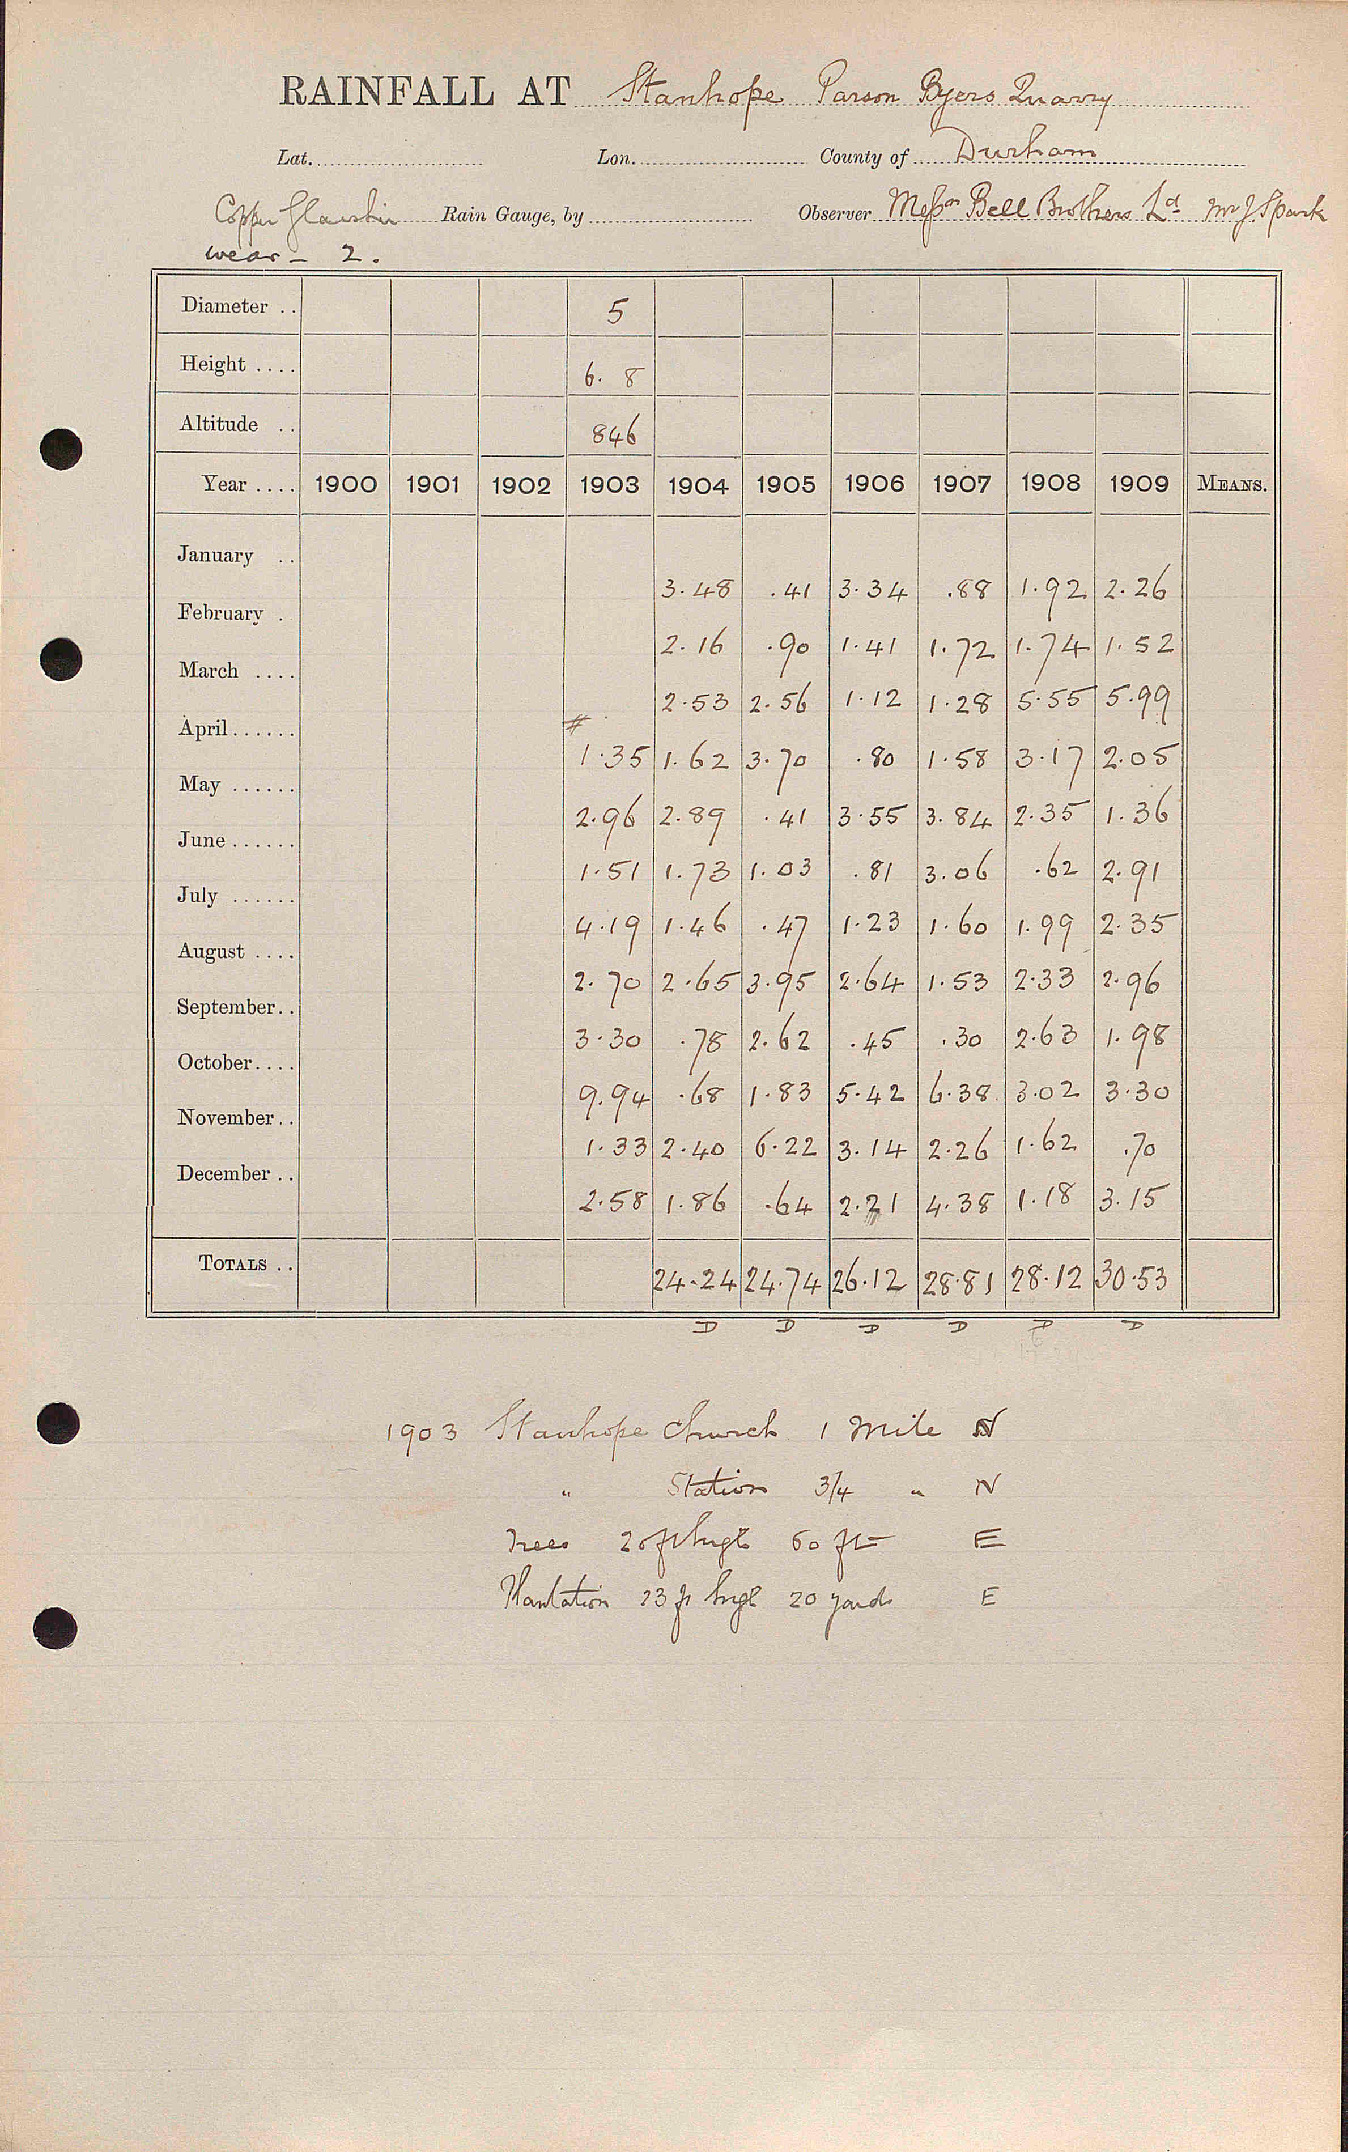 RAINFALL AT Stanhope Parson Byers Quarry
Lat. Lon. County of Durham
Copper Glaisher Rain Gauge, by Observer Messrs Bell Brothers Ld Mr J. Spark
Wear - 2.
Diameter .. 5
Height .... 6. 8
Altitude .. 846
Year .... 1900 1901 1902 1903 1904 1905 1906 1907 1908 1909 MEANS.
January .. 3.48 .41 3.34 .88 1.92 2.26
February . 2.16 .90 1.41 1.72 1.74 1.52
March .... 2.53 2.56 1.12 1.28 5.55 5.99
April...... # 1.35 1.62 3.70 .80 1.58 3.17 2.05
May ...... 2.96 2.89 .41 3.55 3.84 2.35 1.36
June...... 1.51 1.73 1.03 .81 3.06 .62 2.91
July ...... 4.19 1.46 .47 1.23 1.60 1.99 2.35
August .... 2.70 2.65 3.95 2.64 1.53 2.33 2.96
September.. 3.30 .78 2.62 .45 .30 2.63 1.98
October.... 9.94 .68 1.83 5.42 6.38 3.02 3.30
November.. 1.33 2.40 6.22 3.14 2.26 1.62 .70
December .. 2.58 1.86 .64 2.21 4.38 1.18 3.15
TOTALS .. 24.24 24.74 26.12 28.81 28.12 30.53
D D D D D D
1903 Stanhope Church 1 Mile N
" Station 3/4 " N
Trees 20 ft high 60 ft E
Plantation 23 ft high 20 yards E